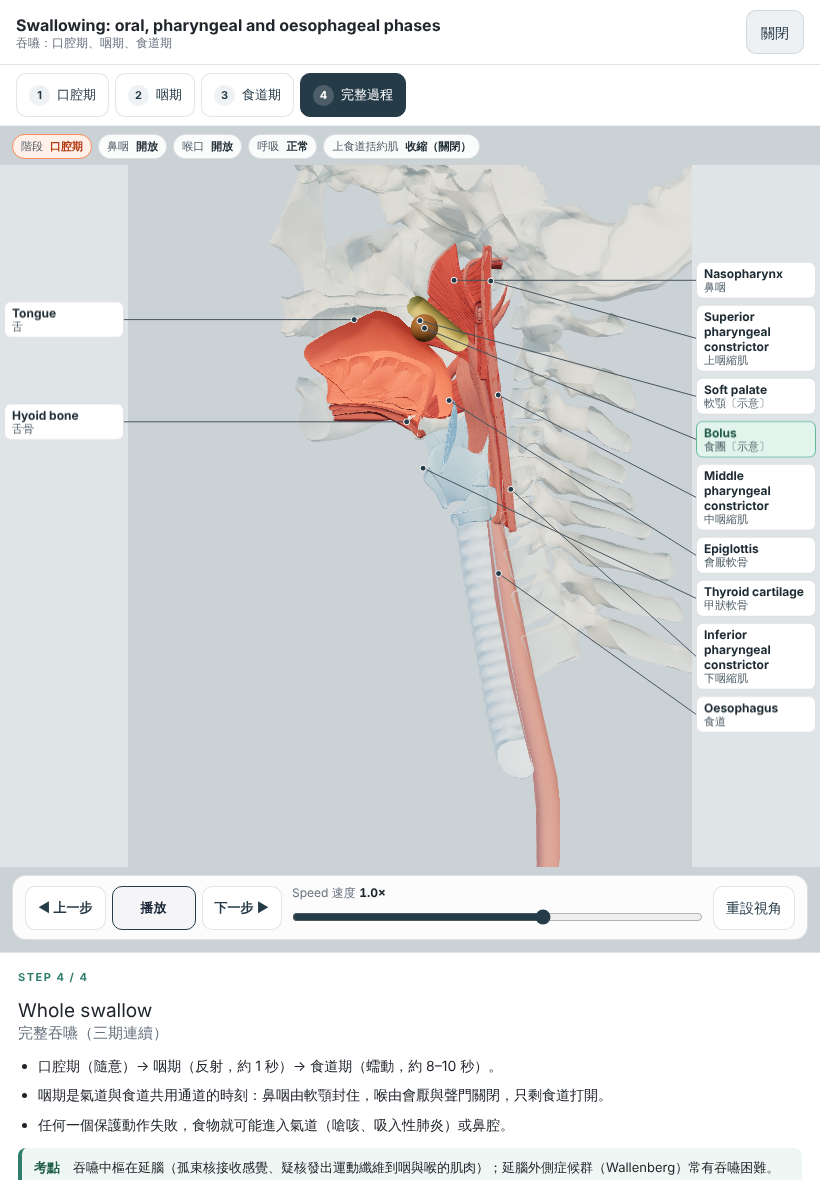 Swallowing: oral, pharyngeal and oesophageal phases
吞嚥：口腔期、咽期、食道期
關閉
1 口腔期
2 咽期
3 食道期
4 完整過程
階段 口腔期
鼻咽 開放
喉口 開放
呼吸 正常
上食道括約肌 收縮（關閉）
Tongue
舌
Hyoid bone
舌骨
Nasopharynx
鼻咽
Superior
pharyngeal
constrictor
上咽縮肌
Soft palate
軟顎〔示意〕
Bolus
食團〔示意〕
Middle
pharyngeal
constrictor
中咽縮肌
Epiglottis
會厭軟骨
Thyroid cartilage
甲狀軟骨
Inferior
pharyngeal
constrictor
下咽縮肌
Oesophagus
食道
◀ 上一步
播放
下一步 ▶
Speed 速度 1.0×
重設視角
STEP 4 / 4
Whole swallow
完整吞嚥（三期連續）
• 口腔期（隨意）→ 咽期（反射，約 1 秒）→ 食道期（蠕動，約 8–10 秒）。
• 咽期是氣道與食道共用通道的時刻：鼻咽由軟顎封住，喉由會厭與聲門關閉，只剩食道打開。
• 任何一個保護動作失敗，食物就可能進入氣道（嗆咳、吸入性肺炎）或鼻腔。
考點 吞嚥中樞在延腦（孤束核接收感覺、疑核發出運動纖維到咽與喉的肌肉）；延腦外側症候群（Wallenberg）常有吞嚥困難。